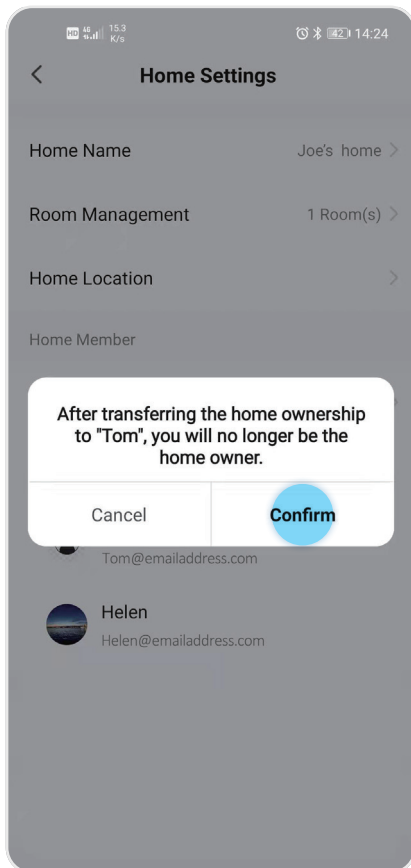 HD 4G 15.3 K/s 42 14:24
Home Settings
Home Name Joe's home
Room Management 1 Room(s)
Home Location
Home Member
After transferring the home ownership
to "Tom", you will no longer be the
home owner.
Cancel Confirm
Tom@emailaddress.com
Helen
Helen@emailaddress.com